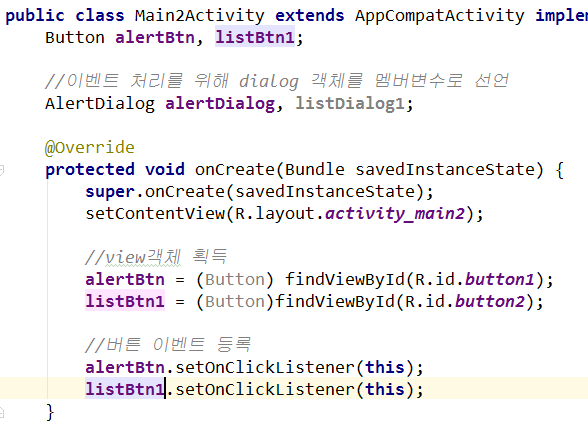 public class Main2Activity extends AppCompatActivity implem
Button alertBtn, listBtn1;
//이벤트 처리를 위해 dialog 객체를 멤버변수로 선언
AlertDialog alertDialog, listDialog1;
@Override
protected void onCreate(Bundle savedInstanceState) {
super.onCreate(savedInstanceState);
setContentView(R.layout.activity_main2);
//view객체 획득
alertBtn = (Button) findViewById(R.id.button1);
listBtn1 = (Button)findViewById(R.id.button2);
//버튼 이벤트 등록
alertBtn.setOnClickListener(this);
listBtn1.setOnClickListener(this);
}